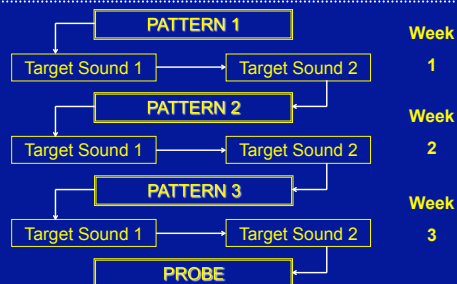 PATTERN 1
Week
1
Target Sound 1
Target Sound 2
PATTERN 2
Week
2
Target Sound 1
Target Sound 2
PATTERN 3
Week
3
Target Sound 1
Target Sound 2
PROBE